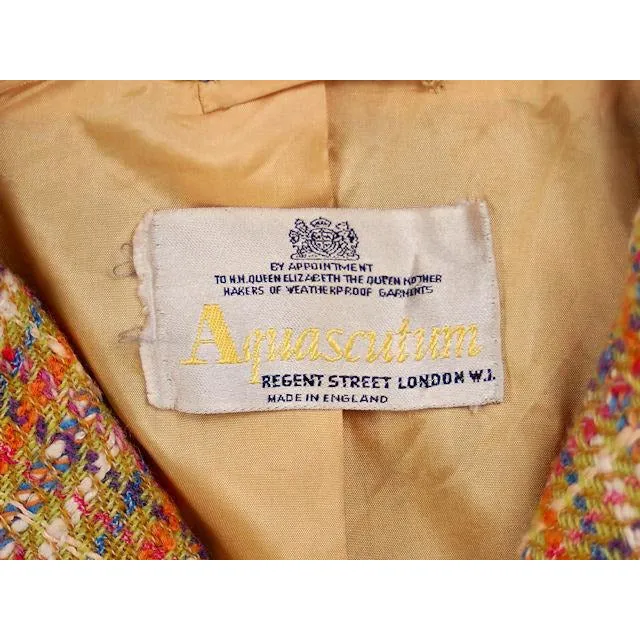 BY APPOINTMENT
TO H.M. QUEEN ELIZABETH THE QUEEN MOTHER
MAKERS OF WEATHERPROOF GARMENTS
Aquascutum
REGENT STREET LONDON W.I.
MADE IN ENGLAND